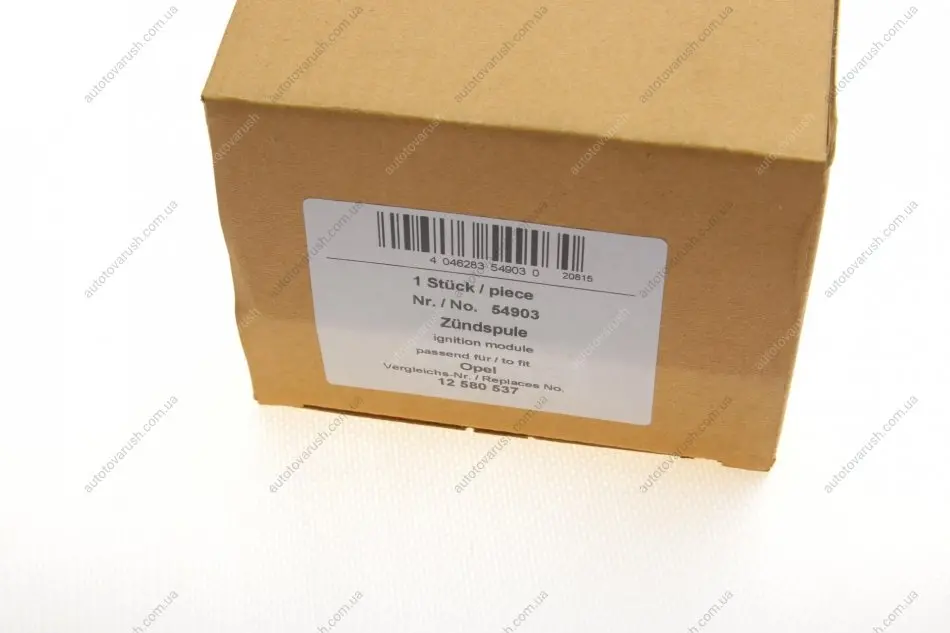 4 046283 54903 0 20815
1 Stück / piece
Nr. / No. 54903
Zündspule
ignition module
passend für / to fit
Opel
Vergleichs-Nr. / Replaces No.
12 580 537
autotovarush.com.ua